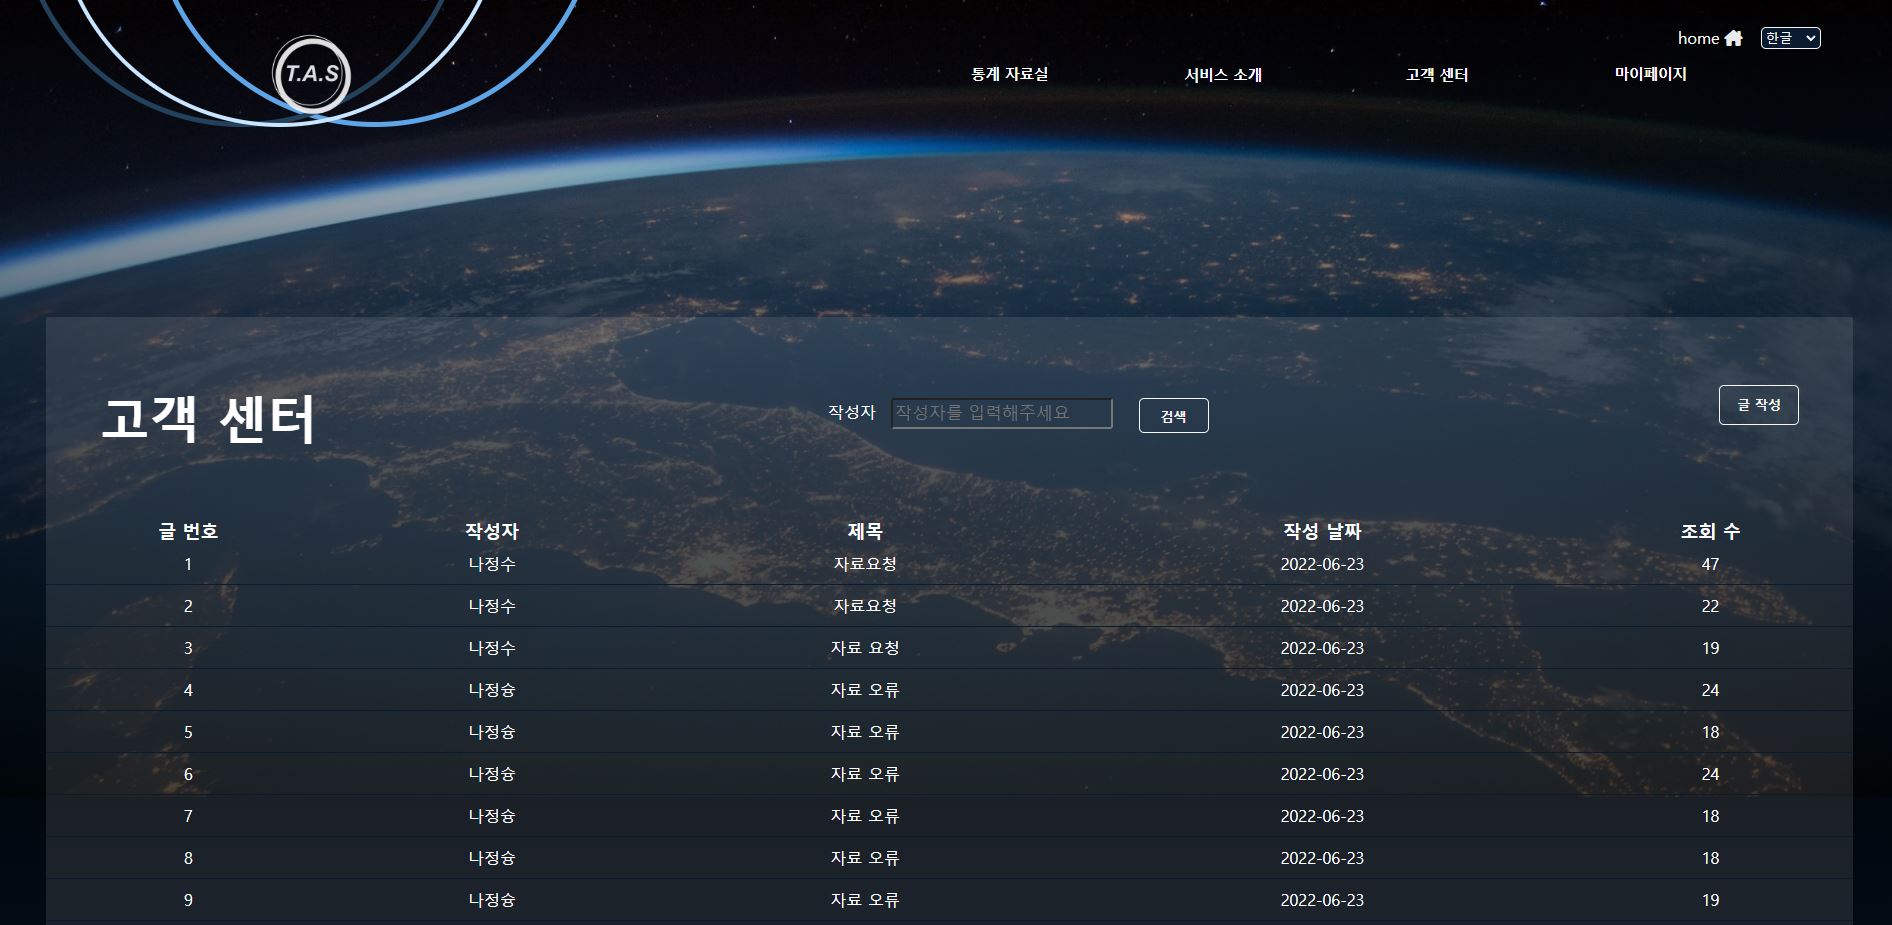 home 한글
T.A.S
통계 자료실 서비스 소개 고객 센터 마이페이지
고객 센터 작성자 작성자를 입력해주세요 검색 글 작성
글 번호 작성자 제목 작성 날짜 조회 수
1 나정수 자료요청 2022-06-23 47
2 나정수 자료요청 2022-06-23 22
3 나정수 자료 요청 2022-06-23 19
4 나정슝 자료 오류 2022-06-23 24
5 나정슝 자료 오류 2022-06-23 18
6 나정슝 자료 오류 2022-06-23 24
7 나정슝 자료 오류 2022-06-23 18
8 나정슝 자료 오류 2022-06-23 18
9 나정슝 자료 오류 2022-06-23 19